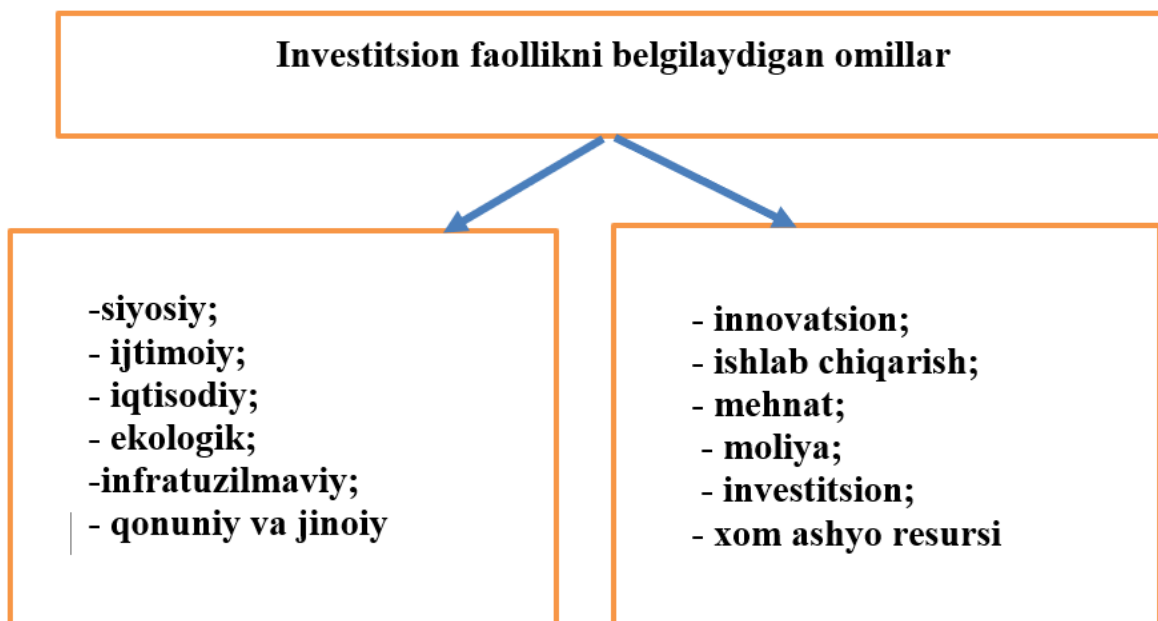 Investitsion faollikni belgilaydigan omillar
-siyosiy;
- ijtimoiy;
- iqtisodiy;
- ekologik;
-infratuzilmaviy;
- qonuniy va jinoiy
- innovatsion;
- ishlab chiqarish;
- mehnat;
- moliya;
- investitsion;
- xom ashyo resursi